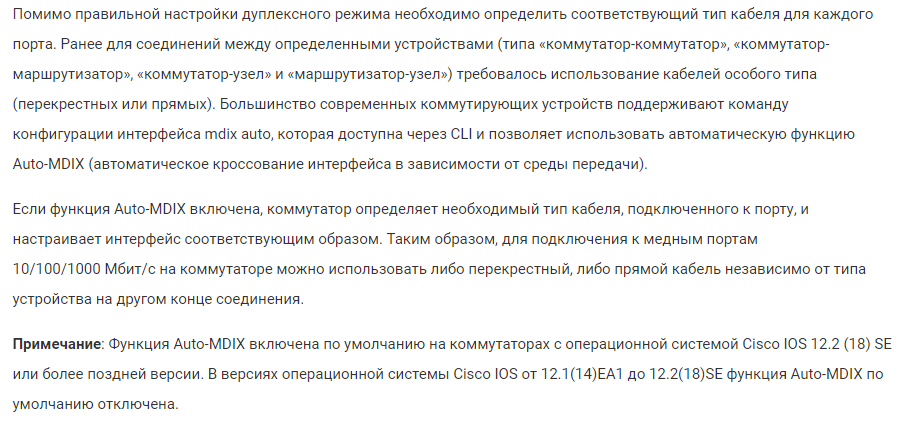 Помимо правильной настройки дуплексного режима необходимо определить соответствующий тип кабеля для каждого
порта. Ранее для соединений между определенными устройствами (типа «коммутатор-коммутатор», «коммутатор-
маршрутизатор», «коммутатор-узел» и «маршрутизатор-узел») требовалось использование кабелей особого типа
(перекрестных или прямых). Большинство современных коммутирующих устройств поддерживают команду
конфигурации интерфейса mdix auto, которая доступна через CLI и позволяет использовать автоматическую функцию
Auto-MDIX (автоматическое кроссование интерфейса в зависимости от среды передачи).
Если функция Auto-MDIX включена, коммутатор определяет необходимый тип кабеля, подключенного к порту, и
настраивает интерфейс соответствующим образом. Таким образом, для подключения к медным портам
10/100/1000 Мбит/с на коммутаторе можно использовать либо перекрестный, либо прямой кабель независимо от типа
устройства на другом конце соединения.
Примечание: Функция Auto-MDIX включена по умолчанию на коммутаторах с операционной системой Cisco IOS 12.2 (18) SE
или более поздней версии. В версиях операционной системы Cisco IOS от 12.1(14)EA1 до 12.2(18)SE функция Auto-MDIX по
умолчанию отключена.